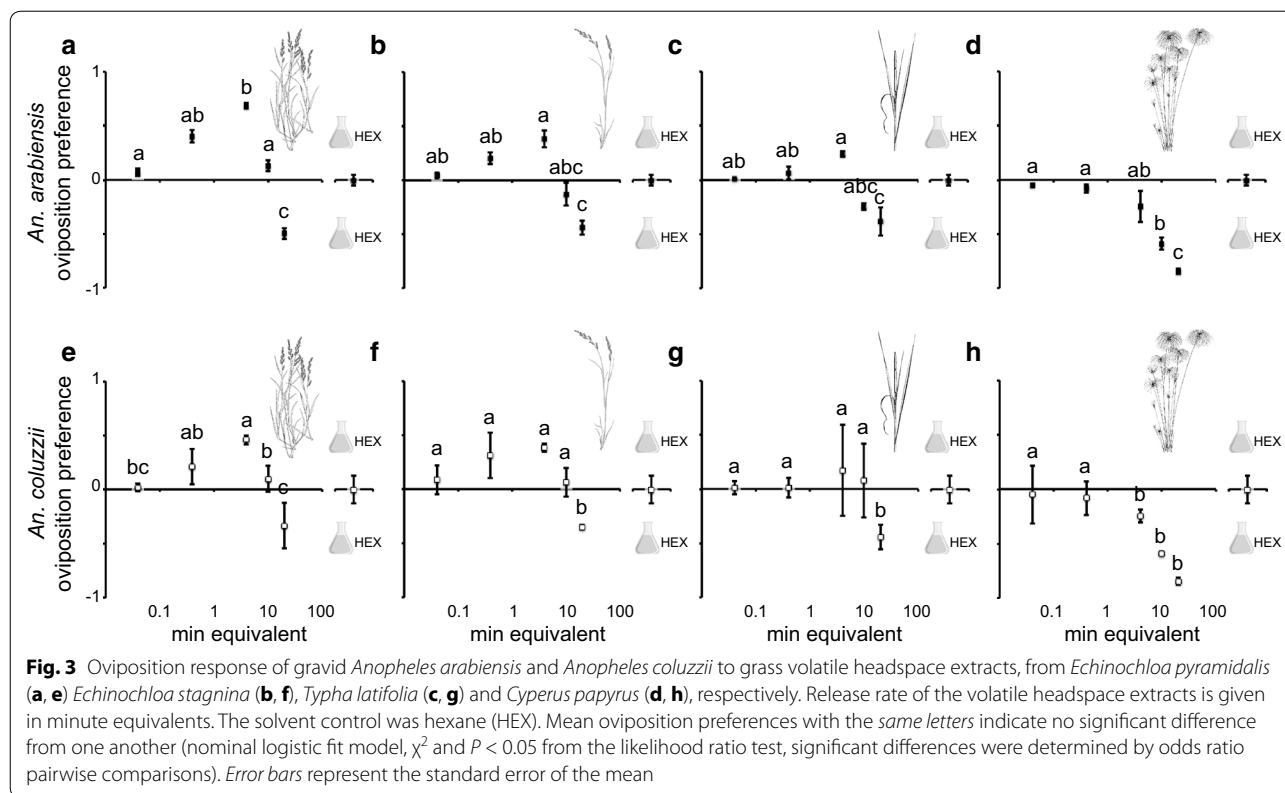 a b c d
An. arabiensis
oviposition preference
1
0
-1
a ab b a c
HEX
HEX
ab ab a abc c
HEX
HEX
ab ab a abc c
HEX
HEX
a a ab b c
HEX
HEX
e f g h
An. coluzzii
oviposition preference
1
0
-1
bc ab a b c
HEX
HEX
a a a a b
HEX
HEX
a a a a b
HEX
HEX
a a b b b
HEX
HEX
0.1 1 10 100 0.1 1 10 100 0.1 1 10 100 0.1 1 10 100
min equivalent min equivalent min equivalent min equivalent
Fig. 3 Oviposition response of gravid Anopheles arabiensis and Anopheles coluzzii to grass volatile headspace extracts, from Echinochloa pyramidalis
(a, e) Echinochloa stagnina (b, f), Typha latifolia (c, g) and Cyperus papyrus (d, h), respectively. Release rate of the volatile headspace extracts is given
in minute equivalents. The solvent control was hexane (HEX). Mean oviposition preferences with the same letters indicate no significant difference
from one another (nominal logistic fit model, χ² and P < 0.05 from the likelihood ratio test, significant differences were determined by odds ratio
pairwise comparisons). Error bars represent the standard error of the mean